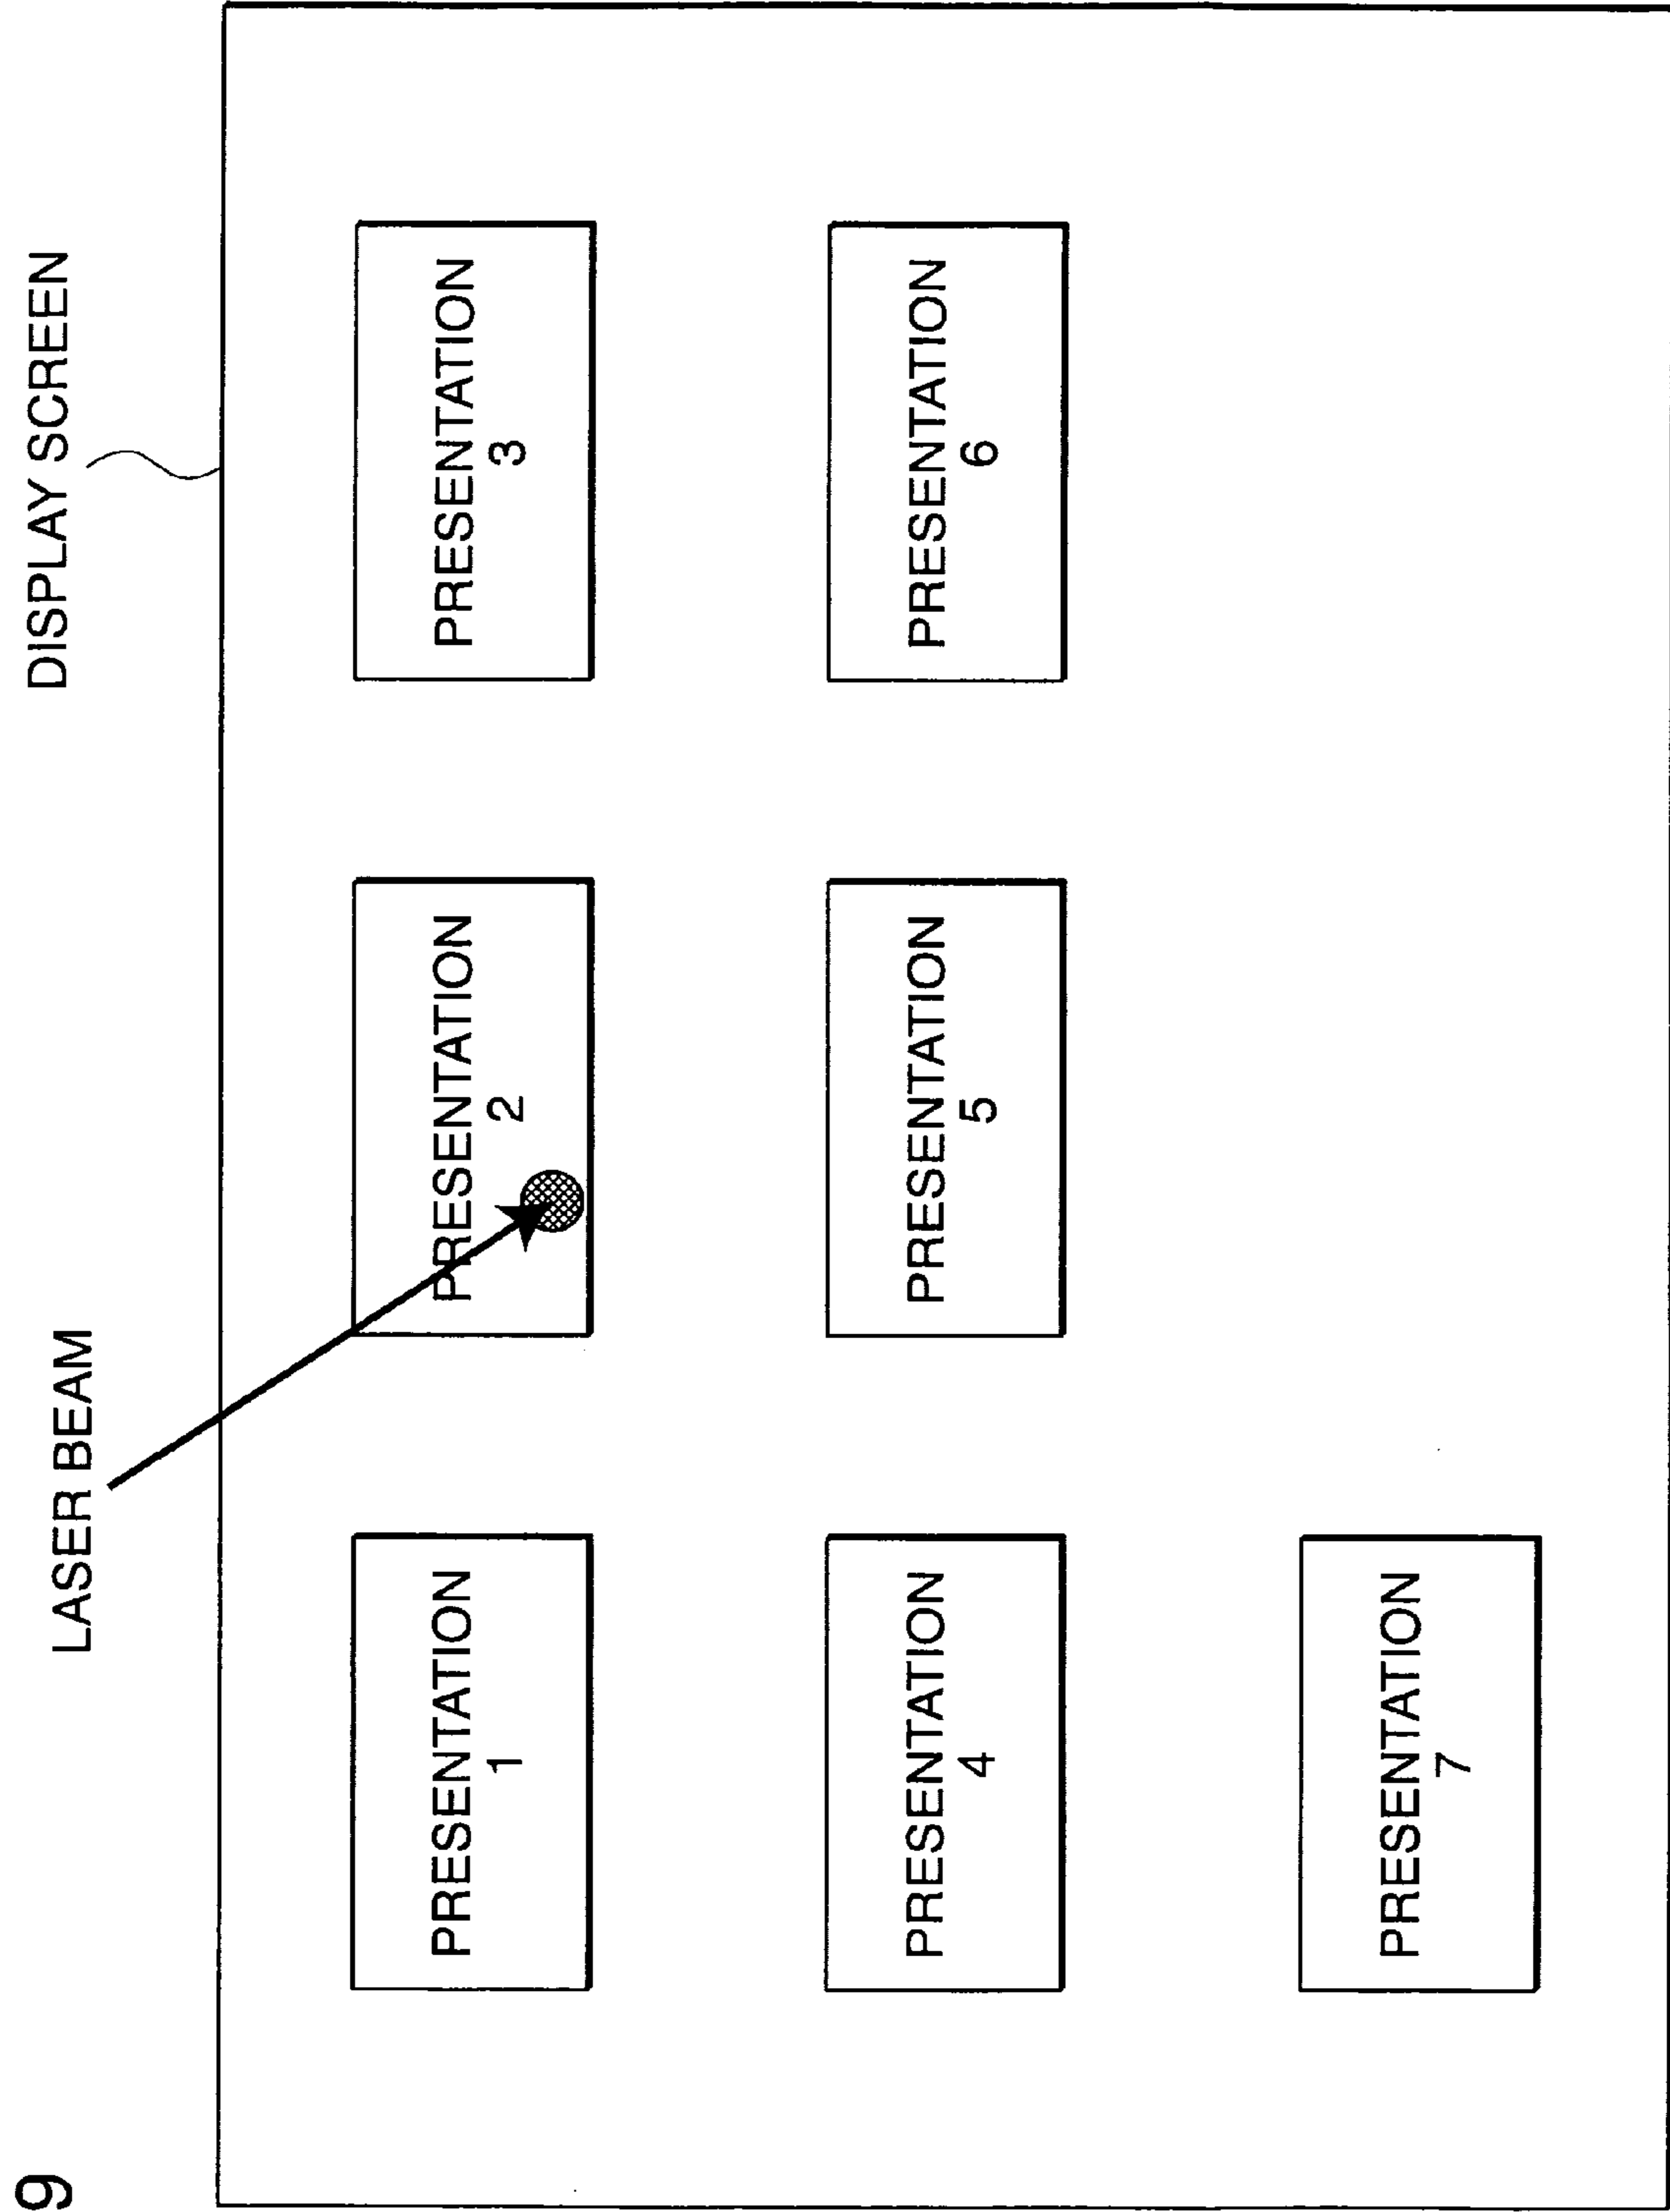 9
LASER BEAM
DISPLAY SCREEN
PRESENTATION
1
PRESENTATION
2
PRESENTATION
3
PRESENTATION
4
PRESENTATION
5
PRESENTATION
6
PRESENTATION
7